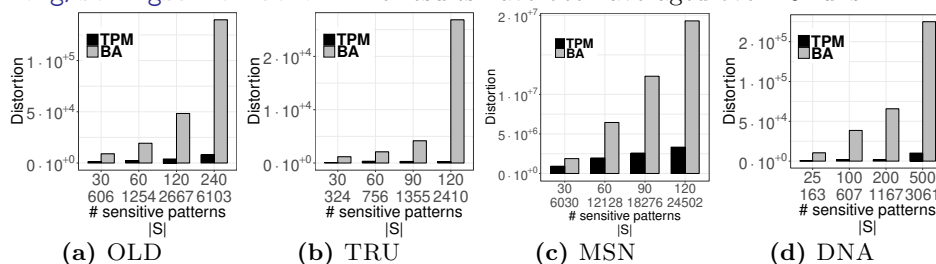 Distortion
1 · 10+5
5 · 10+4
0 · 10+0
TPM
BA
30 60 120 240
606 1254 2667 6103
# sensitive patterns
|S|
(a) OLD
Distortion
2 · 10+4
1 · 10+4
0 · 10+0
TPM
BA
30 60 90 120
324 756 1355 2410
# sensitive patterns
|S|
(b) TRU
Distortion
2 · 10+7
1 · 10+7
5 · 10+6
0 · 10+0
TPM
BA
30 60 90 120
6030 12128 18276 24502
# sensitive patterns
|S|
(c) MSN
Distortion
2 · 10+5
1 · 10+5
5 · 10+4
0 · 10+0
TPM
BA
25 100 200 500
163 607 1167 3061
# sensitive patterns
|S|
(d) DNA